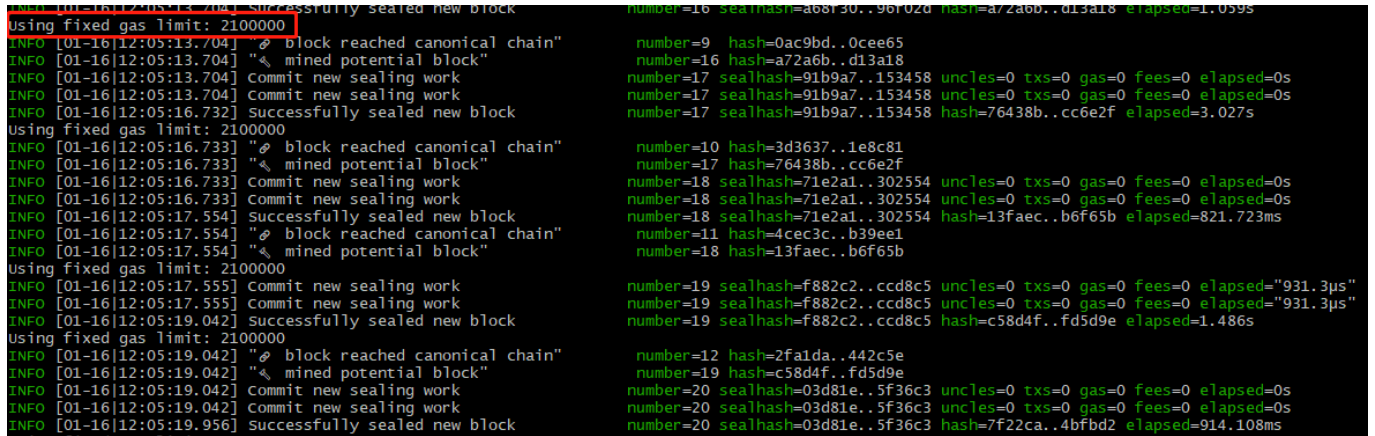 INFO [01-16|12:05:13.704] Successfully sealed new block number=16 sealhash=a68f30..96f02d hash=a72a6b..d13a18 elapsed=1.059s
Using fixed gas limit: 2100000
INFO [01-16|12:05:13.704] "🔗 block reached canonical chain" number=9 hash=0ac9bd..0cee65
INFO [01-16|12:05:13.704] "🔨 mined potential block" number=16 hash=a72a6b..d13a18
INFO [01-16|12:05:13.704] Commit new sealing work number=17 sealhash=91b9a7..153458 uncles=0 txs=0 gas=0 fees=0 elapsed=0s
INFO [01-16|12:05:13.704] Commit new sealing work number=17 sealhash=91b9a7..153458 uncles=0 txs=0 gas=0 fees=0 elapsed=0s
INFO [01-16|12:05:16.732] Successfully sealed new block number=17 sealhash=91b9a7..153458 hash=76438b..cc6e2f elapsed=3.027s
Using fixed gas limit: 2100000
INFO [01-16|12:05:16.733] "🔗 block reached canonical chain" number=10 hash=3d3637..1e8c81
INFO [01-16|12:05:16.733] "🔨 mined potential block" number=17 hash=76438b..cc6e2f
INFO [01-16|12:05:16.733] Commit new sealing work number=18 sealhash=71e2a1..302554 uncles=0 txs=0 gas=0 fees=0 elapsed=0s
INFO [01-16|12:05:16.733] Commit new sealing work number=18 sealhash=71e2a1..302554 uncles=0 txs=0 gas=0 fees=0 elapsed=0s
INFO [01-16|12:05:17.554] Successfully sealed new block number=18 sealhash=71e2a1..302554 hash=13faec..b6f65b elapsed=821.723ms
INFO [01-16|12:05:17.554] "🔗 block reached canonical chain" number=11 hash=4cec3c..b39ee1
INFO [01-16|12:05:17.554] "🔨 mined potential block" number=18 hash=13faec..b6f65b
Using fixed gas limit: 2100000
INFO [01-16|12:05:17.555] Commit new sealing work number=19 sealhash=f882c2..ccd8c5 uncles=0 txs=0 gas=0 fees=0 elapsed="931.3µs"
INFO [01-16|12:05:17.555] Commit new sealing work number=19 sealhash=f882c2..ccd8c5 uncles=0 txs=0 gas=0 fees=0 elapsed="931.3µs"
INFO [01-16|12:05:19.042] Successfully sealed new block number=19 sealhash=f882c2..ccd8c5 hash=c58d4f..fd5d9e elapsed=1.486s
Using fixed gas limit: 2100000
INFO [01-16|12:05:19.042] "🔗 block reached canonical chain" number=12 hash=2fa1da..442c5e
INFO [01-16|12:05:19.042] "🔨 mined potential block" number=19 hash=c58d4f..fd5d9e
INFO [01-16|12:05:19.042] Commit new sealing work number=20 sealhash=03d81e..5f36c3 uncles=0 txs=0 gas=0 fees=0 elapsed=0s
INFO [01-16|12:05:19.042] Commit new sealing work number=20 sealhash=03d81e..5f36c3 uncles=0 txs=0 gas=0 fees=0 elapsed=0s
INFO [01-16|12:05:19.956] Successfully sealed new block number=20 sealhash=03d81e..5f36c3 hash=7f22ca..4bfbd2 elapsed=914.108ms